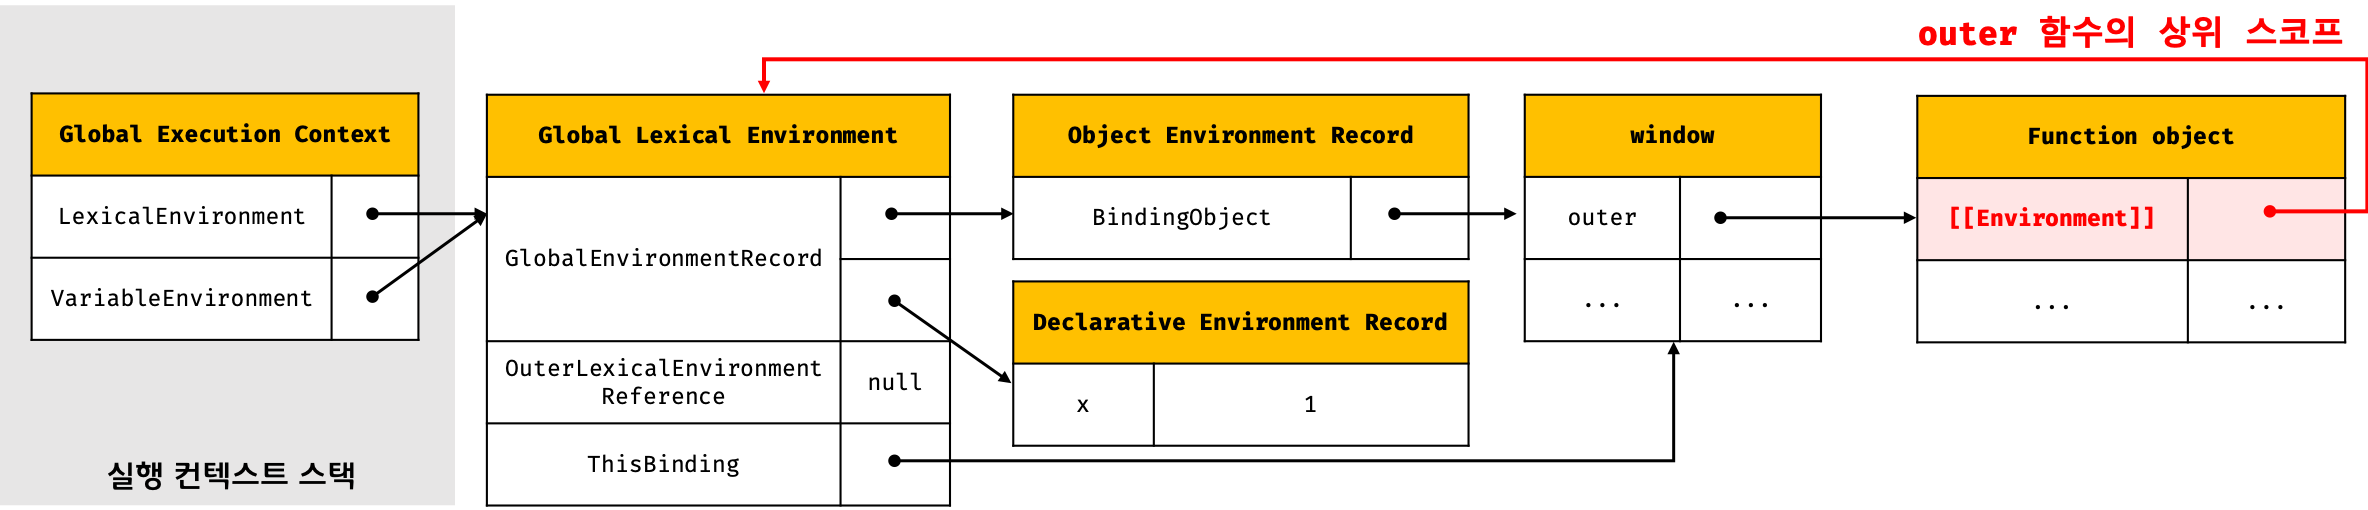 outer 함수의 상위 스코프
Global Execution Context
LexicalEnvironment
VariableEnvironment
실행 컨텍스트 스택
Global Lexical Environment
GlobalEnvironmentRecord
OuterLexicalEnvironment
Reference
null
ThisBinding
Object Environment Record
BindingObject
Declarative Environment Record
x 1
window
outer
... ...
Function object
[[Environment]]
... ...